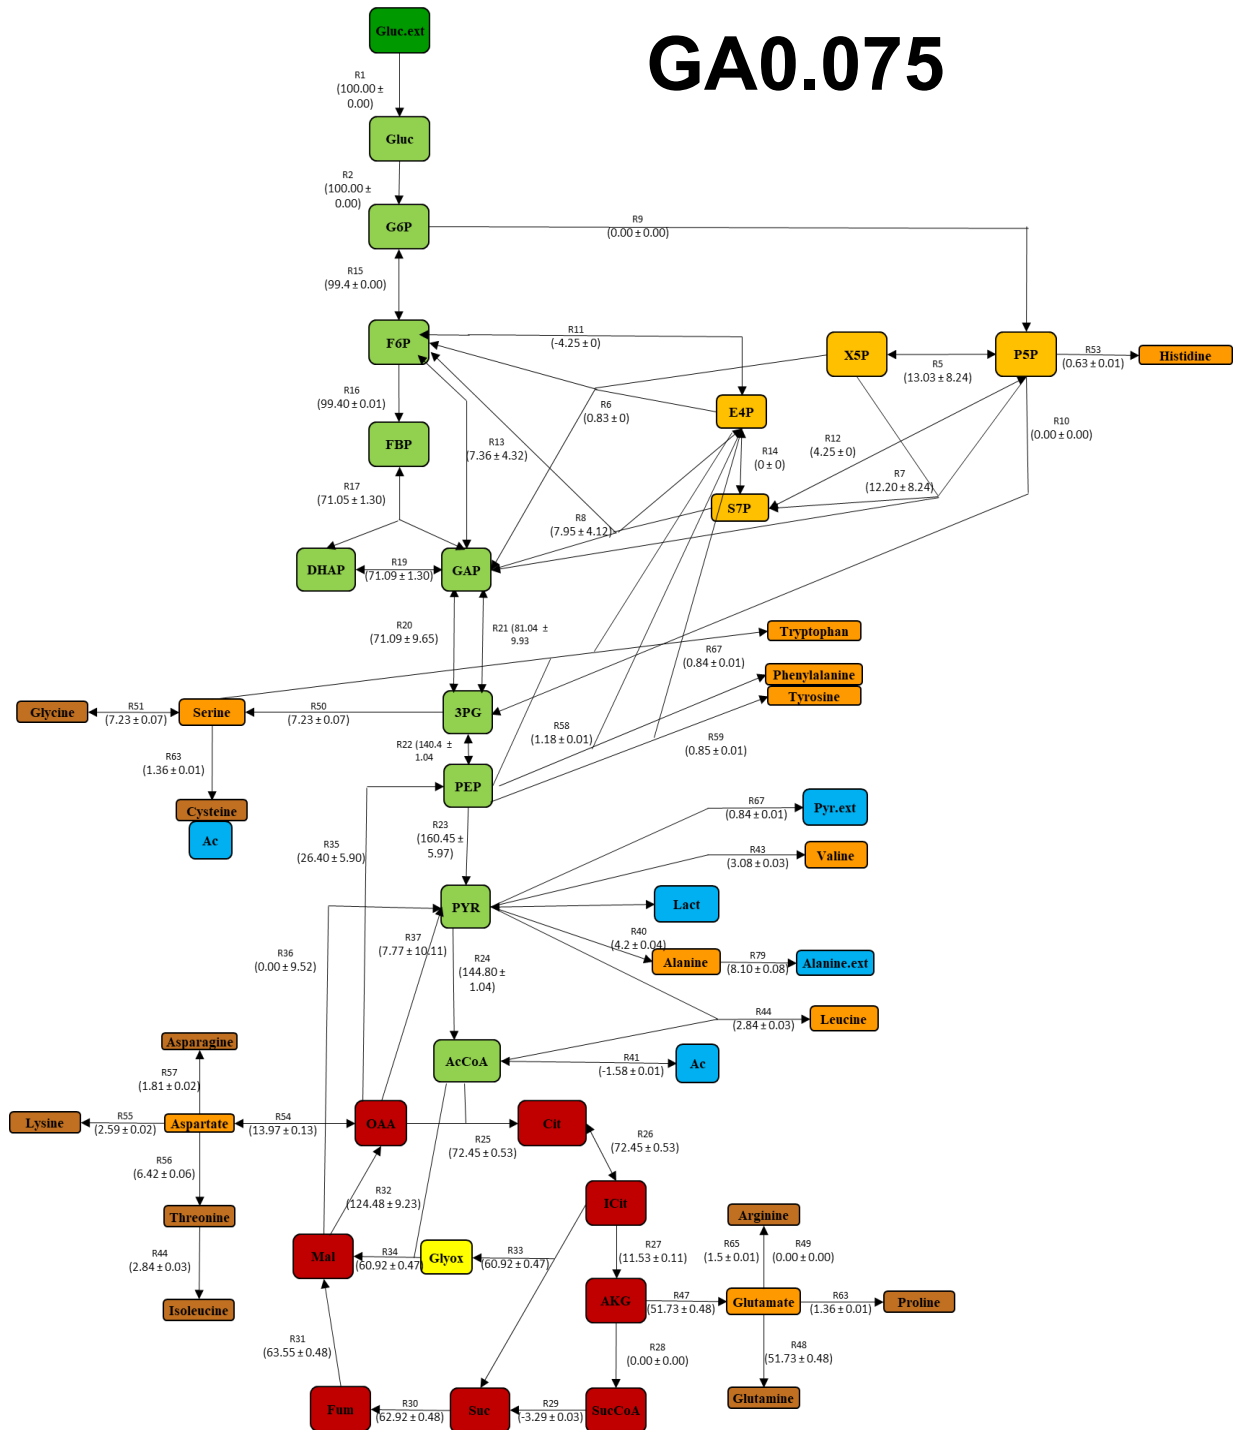 Gluc.ext
GA0.075
R1
(100.00 ±
0.00)
Gluc
R2
(100.00 ±
0.00)
G6P
R9
(0.00 ± 0.00)
R15
(99.4 ± 0.00)
F6P
R11
(-4.25 ± 0)
X5P
R5
(13.03 ± 8.24)
P5P
R53
(0.63 ± 0.01)
Histidine
R16
(99.40 ± 0.01)
R6
(0.83 ± 0)
E4P
R10
(0.00 ± 0.00)
FBP
R13
(7.36 ± 4.32)
R14
(0 ± 0)
R12
(4.25 ± 0)
R17
(71.05 ± 1.30)
R7
(12.20 ± 8.24)
S7P
R8
(7.95 ± 4.12)
DHAP
R19
(71.09 ± 1.30)
GAP
R20
(71.09 ± 9.65)
R21 (81.04 ±
9.93
Tryptophan
R67
(0.84 ± 0.01)
Phenylalanine
Tyrosine
Glycine
R51
(7.23 ± 0.07)
Serine
R50
(7.23 ± 0.07)
3PG
R58
(1.18 ± 0.01)
R59
(0.85 ± 0.01)
R22 (140.4 ±
1.04
R63
(1.36 ± 0.01)
PEP
Cysteine
Ac
R35
(26.40 ± 5.90)
R23
(160.45 ±
5.97)
R67
(0.84 ± 0.01)
Pyr.ext
R43
(3.08 ± 0.03)
Valine
PYR
Lact
R36
(0.00 ± 9.52)
R37
(7.77 ± 10.11)
R24
(144.80 ±
1.04)
R40
(4.2 ± 0.04)
Alanine
R79
(8.10 ± 0.08)
Alanine.ext
R44
(2.84 ± 0.03)
Leucine
Asparagine
AcCoA
R41
(-1.58 ± 0.01)
Ac
R57
(1.81 ± 0.02)
Lysine
R55
(2.59 ± 0.02)
Aspartate
R54
(13.97 ± 0.13)
OAA
R25
(72.45 ± 0.53)
Cit
R26
(72.45 ± 0.53)
R56
(6.42 ± 0.06)
R32
(124.48 ± 9.23)
ICit
Threonine
Arginine
R44
(2.84 ± 0.03)
Mal
R34
(60.92 ± 0.47)
Glyox
R33
(60.92 ± 0.47)
R27
(11.53 ± 0.11)
R65
(1.5 ± 0.01)
R49
(0.00 ± 0.00)
Isoleucine
AKG
R47
(51.73 ± 0.48)
Glutamate
R63
(1.36 ± 0.01)
Proline
R31
(63.55 ± 0.48)
R28
(0.00 ± 0.00)
R48
(51.73 ± 0.48)
Glutamine
Fum
R30
(62.92 ± 0.48)
Suc
R29
(-3.29 ± 0.03)
SucCoA